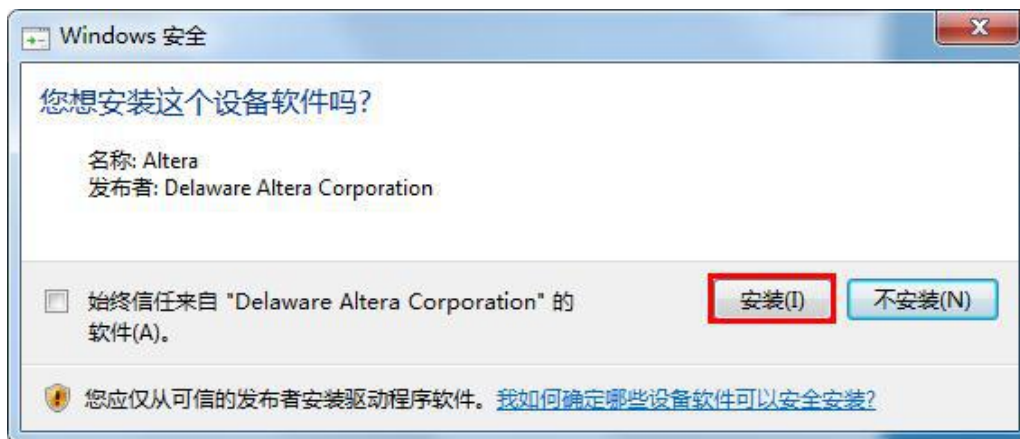 Windows 安全
您想安装这个设备软件吗?
名称: Altera
发布者: Delaware Altera Corporation
始终信任来自 "Delaware Altera Corporation" 的
软件(A)。
安装(I)
不安装(N)
您应仅从可信的发布者安装驱动程序软件。我如何确定哪些设备软件可以安全安装?